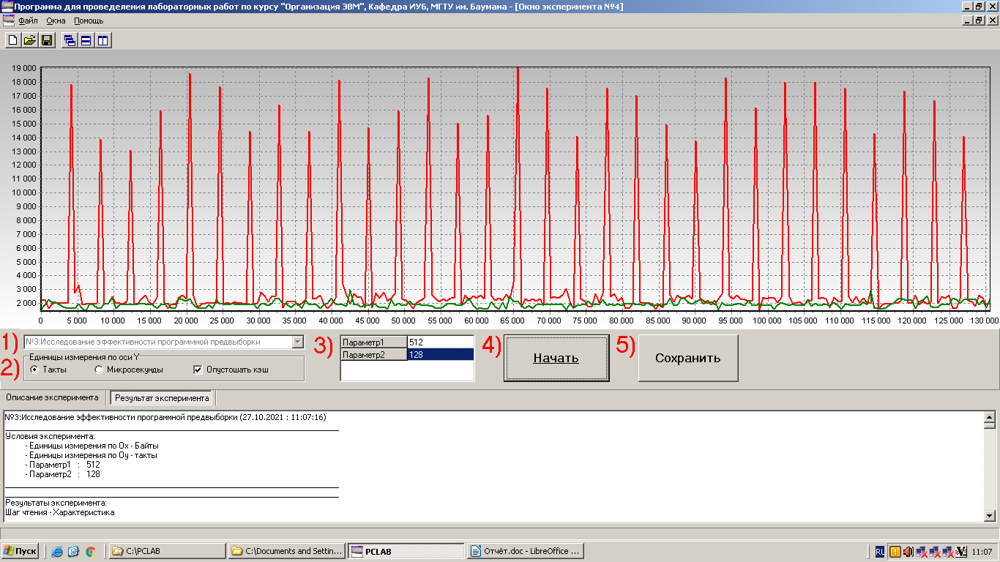 Программа для проведения лабораторных работ по курсу "Организация ЭВМ", Кафедра ИУ6, МГТУ им. Баумана - [Окно эксперимента №4]
Файл Окна Помощь
19 000
18 000
17 000
16 000
15 000
14 000
13 000
12 000
11 000
10 000
9 000
8 000
7 000
6 000
5 000
4 000
3 000
2 000
0 5 000 10 000 15 000 20 000 25 000 30 000 35 000 40 000 45 000 50 000 55 000 60 000 65 000 70 000 75 000 80 000 85 000 90 000 95 000 100 000 105 000 110 000 115 000 120 000 125 000 130 000
1) №3:Исследование эффективности программной предвыборки
2) Единицы измерения по оси Y
Такты Микросекунды Опустошать кэш
3) Параметр1 512
Параметр2 128
4) Начать
5) Сохранить
Описание эксперимента Результат эксперимента
№3:Исследование эффективности программной предвыборки (27.10.2021 : 11:07:16)
Условия эксперимента:
- Единицы измерения по Ox - Байты
- Единицы измерения по Oy - такты
- Параметр1 : 512
- Параметр2 : 128
Результаты эксперимента:
Шаг чтения - Характеристика
Пуск C:\PCLAB C:\Documents and Settin... PCLAB Отчёт.doc - LibreOffice ... RU 11:07